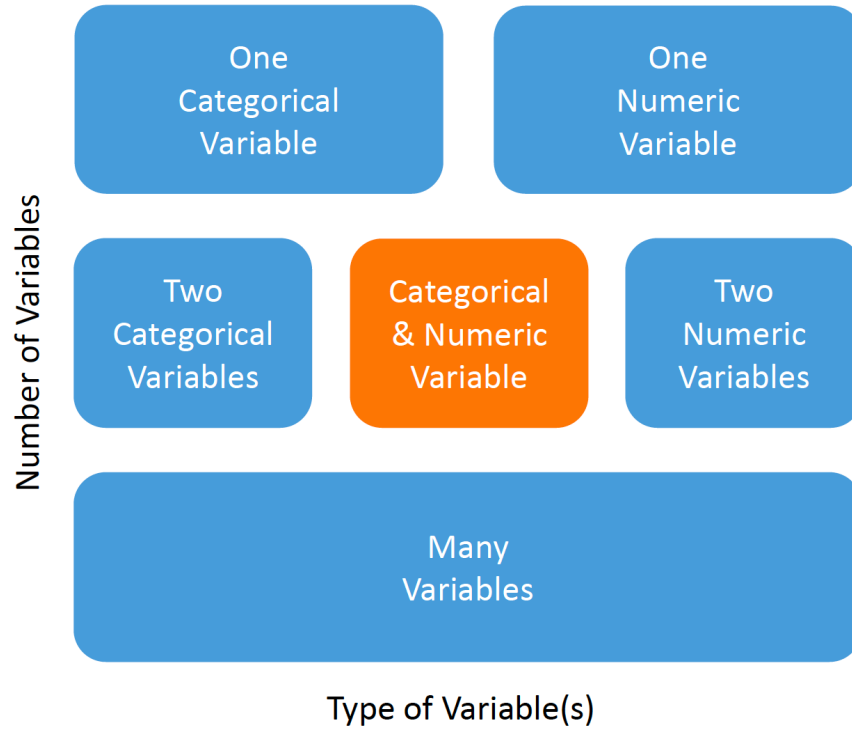 One
Categorical
Variable
One
Numeric
Variable
Number of Variables
Two
Categorical
Variables
Categorical
& Numeric
Variable
Two
Numeric
Variables
Many
Variables
Type of Variable(s)